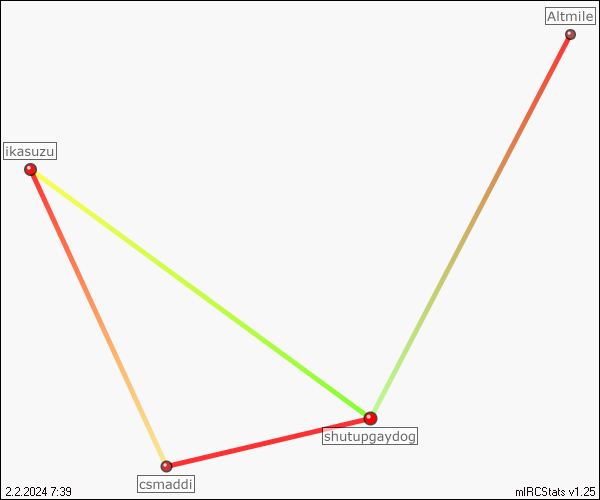 Altmile
ikasuzu
shutupgaydog
csmaddi
2.2.2024 7:39
mIRCStats v1.25